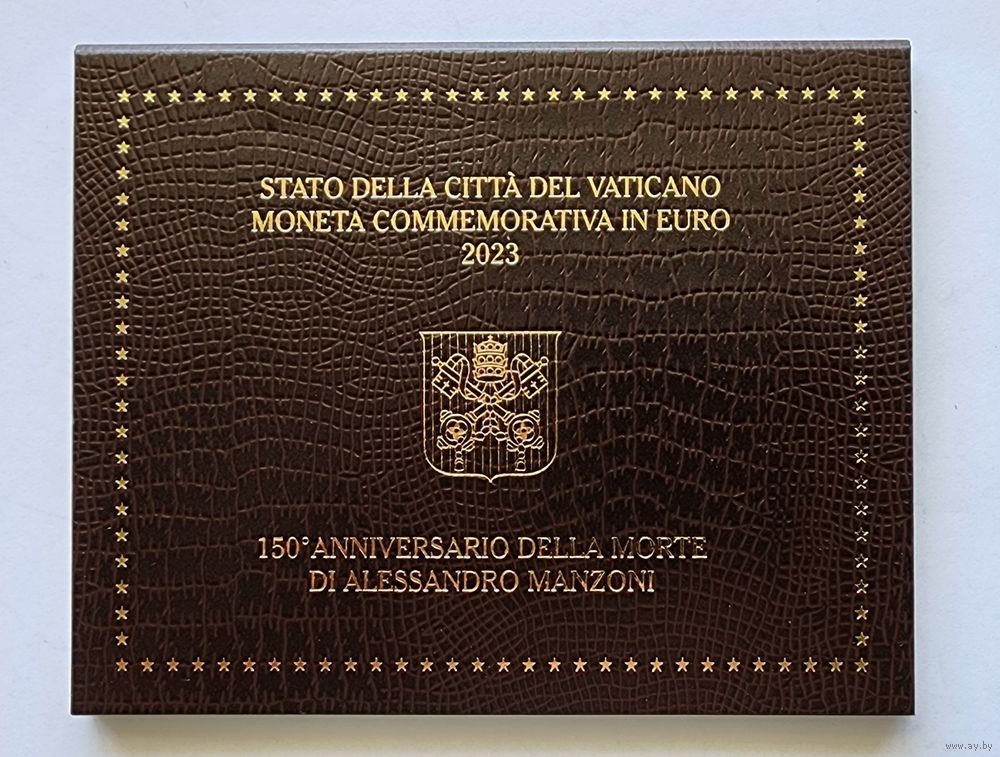 STATO DELLA CITTÀ DEL VATICANO
MONETA COMMEMORATIVA IN EURO
2023
150° ANNIVERSARIO DELLA MORTE
DI ALESSANDRO MANZONI
www.ay.by